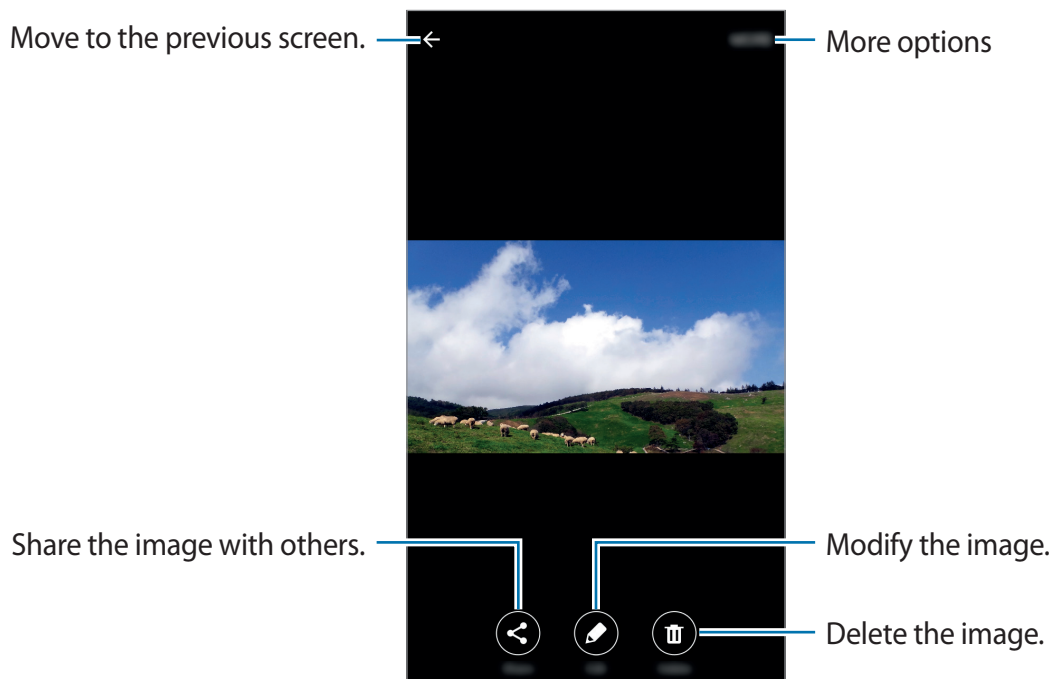 Move to the previous screen.
More options
Share the image with others.
Modify the image.
Delete the image.